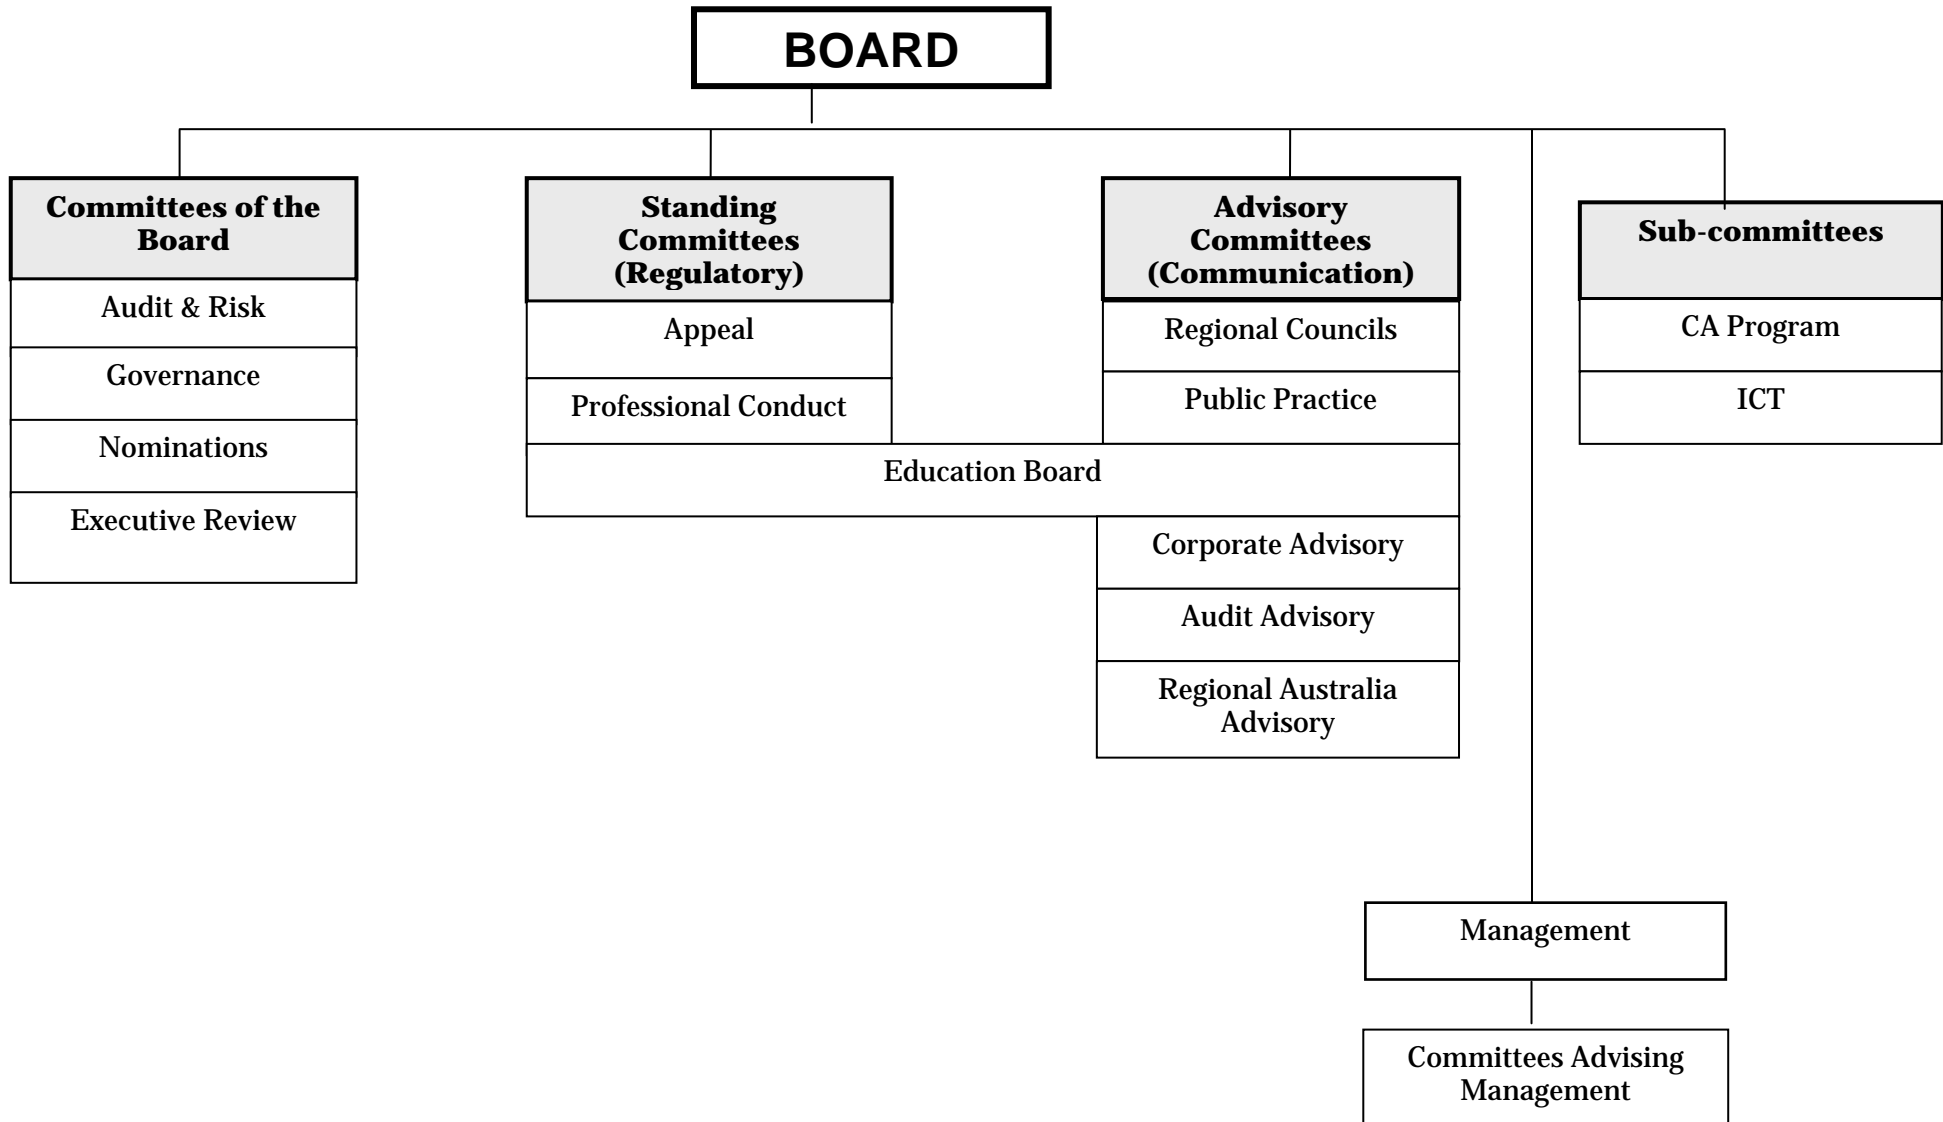 BOARD
Committees of the
Board
Audit & Risk
Governance
Nominations
Executive Review
Standing
Committees
(Regulatory)
Appeal
Professional Conduct
Education Board
Advisory
Committees
(Communication)
Regional Councils
Public Practice
Corporate Advisory
Audit Advisory
Regional Australia
Advisory
Sub-committees
CA Program
ICT
Management
Committees Advising
Management